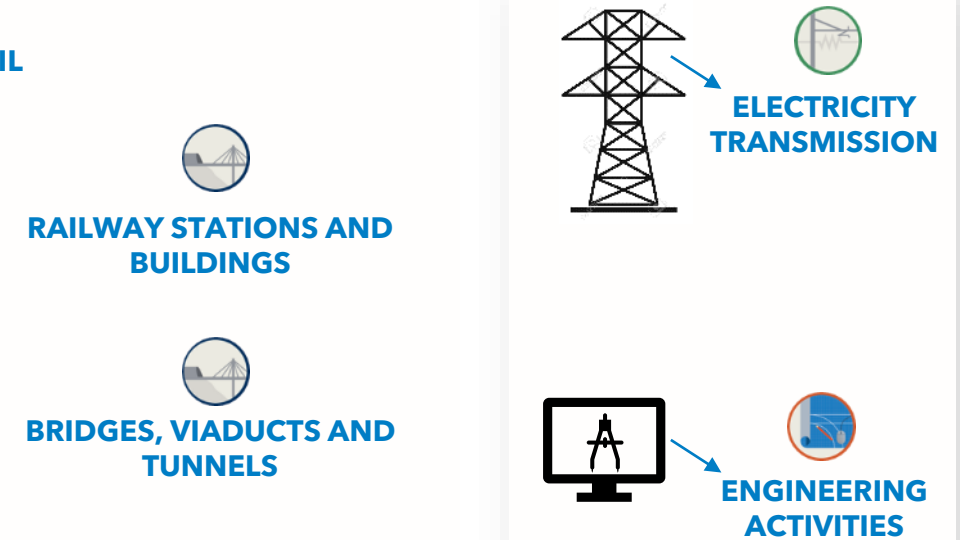 IL
RAILWAY STATIONS AND
BUILDINGS
BRIDGES, VIADUCTS AND
TUNNELS
ELECTRICITY
TRANSMISSION
ENGINEERING
ACTIVITIES